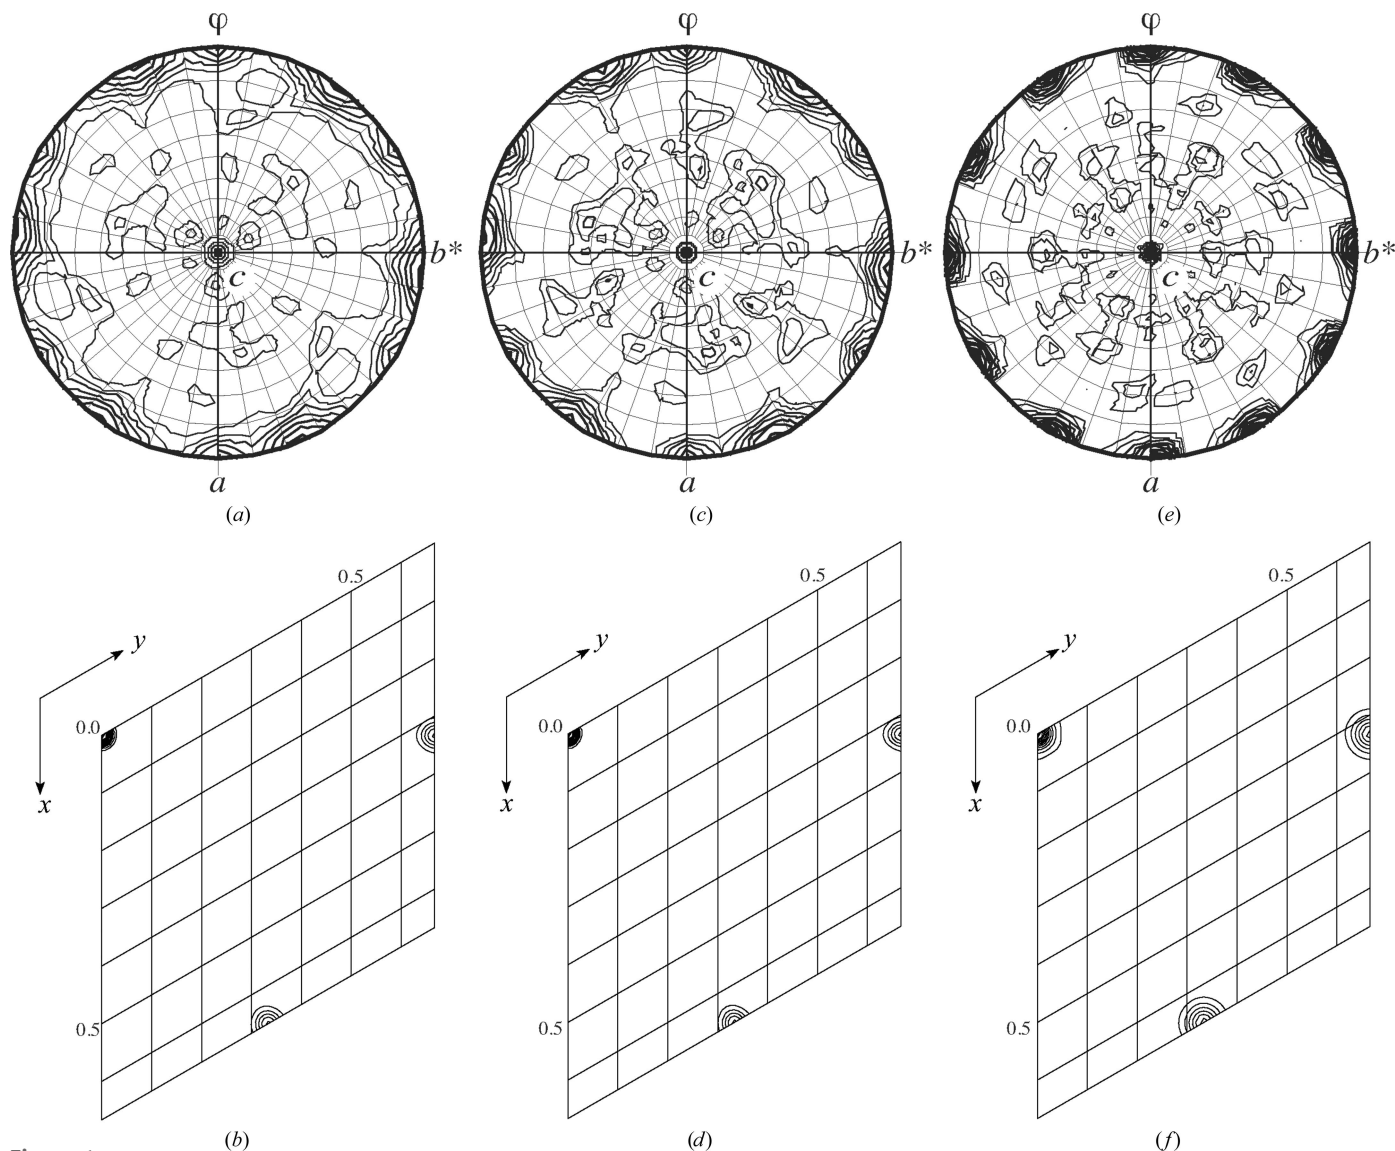 φ φ φ
b* b* b*
c c c
a a a
(a) (c) (e)
0.5 0.5 0.5
y y y
0.0 0.0 0.0
x x x
0.5 0.5 0.5
(b) (d) (f)